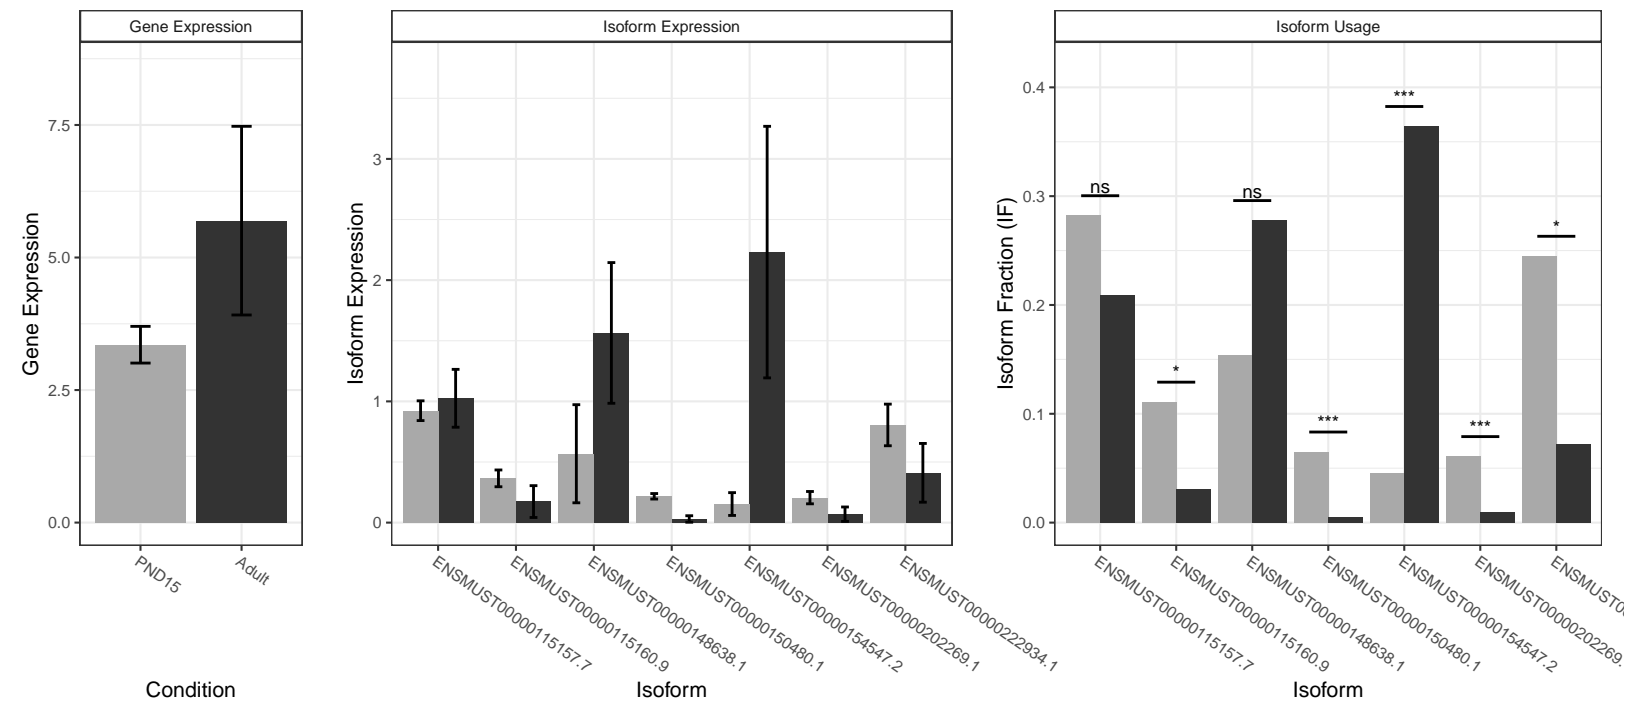 Gene Expression
Isoform Expression
Isoform Usage
Gene Expression
7.5
5.0
2.5
0.0
PND15
Adult
Condition
Isoform Expression
3
2
1
0
ENSMUST00000115157.7
ENSMUST00000115160.9
ENSMUST00000148638.1
ENSMUST00000150480.1
ENSMUST00000154547.2
ENSMUST00000202269.1
ENSMUST00000222934.1
Isoform
Isoform Fraction (IF)
0.4
0.3
0.2
0.1
0.0
ns
*
ns
***
***
***
*
ENSMUST00000115157.7
ENSMUST00000115160.9
ENSMUST00000148638.1
ENSMUST00000150480.1
ENSMUST00000154547.2
ENSMUST00000202269.
Isoform